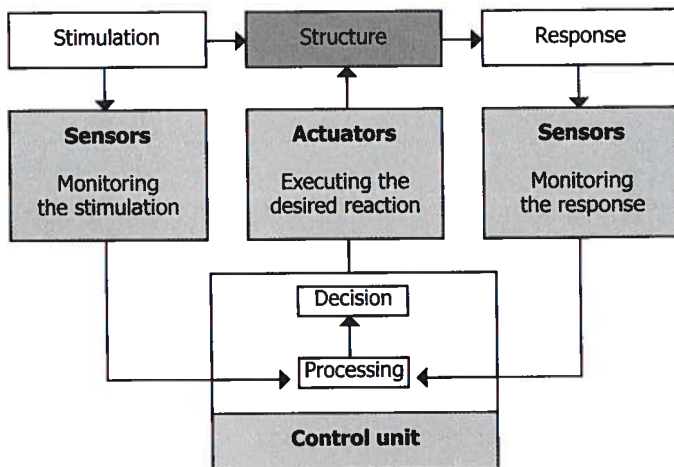 Stimulation
Structure
Response
Sensors
Monitoring
the stimulation
Actuators
Executing the
desired reaction
Sensors
Monitoring
the response
Decision
Processing
Control unit